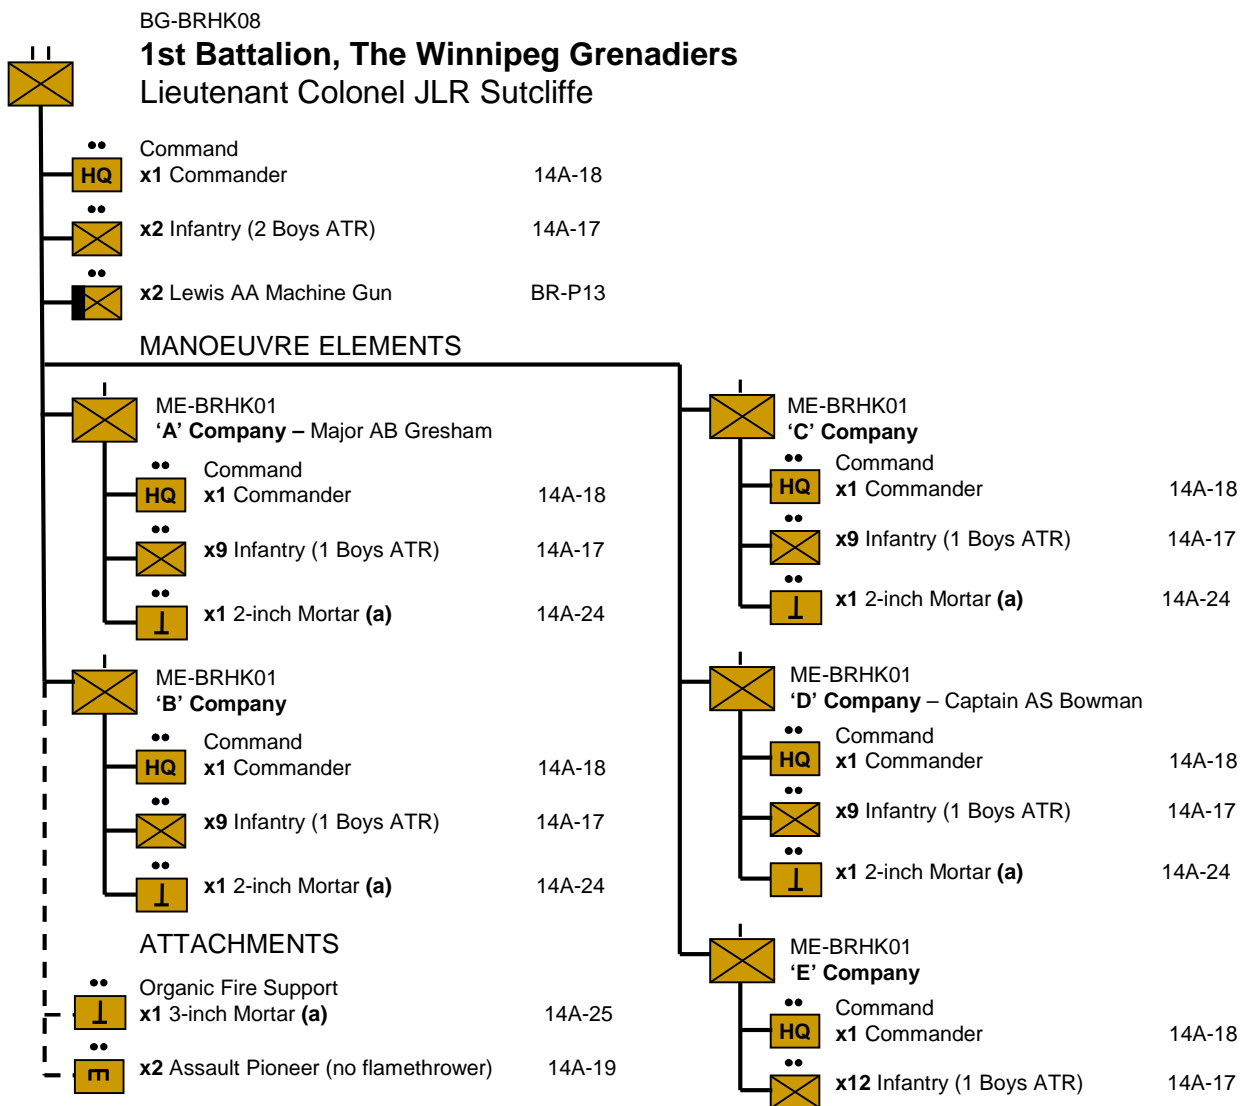 BG-BRHK08
1st Battalion, The Winnipeg Grenadiers
Lieutenant Colonel JLR Sutcliffe
Command
HQ x1 Commander 14A-18
x2 Infantry (2 Boys ATR) 14A-17
x2 Lewis AA Machine Gun BR-P13
MANOEUVRE ELEMENTS
ME-BRHK01
‘A’ Company – Major AB Gresham
Command
HQ x1 Commander 14A-18
x9 Infantry (1 Boys ATR) 14A-17
x1 2-inch Mortar (a) 14A-24
ME-BRHK01
‘B’ Company
Command
HQ x1 Commander 14A-18
x9 Infantry (1 Boys ATR) 14A-17
x1 2-inch Mortar (a) 14A-24
ATTACHMENTS
Organic Fire Support
x1 3-inch Mortar (a) 14A-25
x2 Assault Pioneer (no flamethrower) 14A-19
ME-BRHK01
‘C’ Company
Command
HQ x1 Commander 14A-18
x9 Infantry (1 Boys ATR) 14A-17
x1 2-inch Mortar (a) 14A-24
ME-BRHK01
‘D’ Company – Captain AS Bowman
Command
HQ x1 Commander 14A-18
x9 Infantry (1 Boys ATR) 14A-17
x1 2-inch Mortar (a) 14A-24
ME-BRHK01
‘E’ Company
Command
HQ x1 Commander 14A-18
x12 Infantry (1 Boys ATR) 14A-17